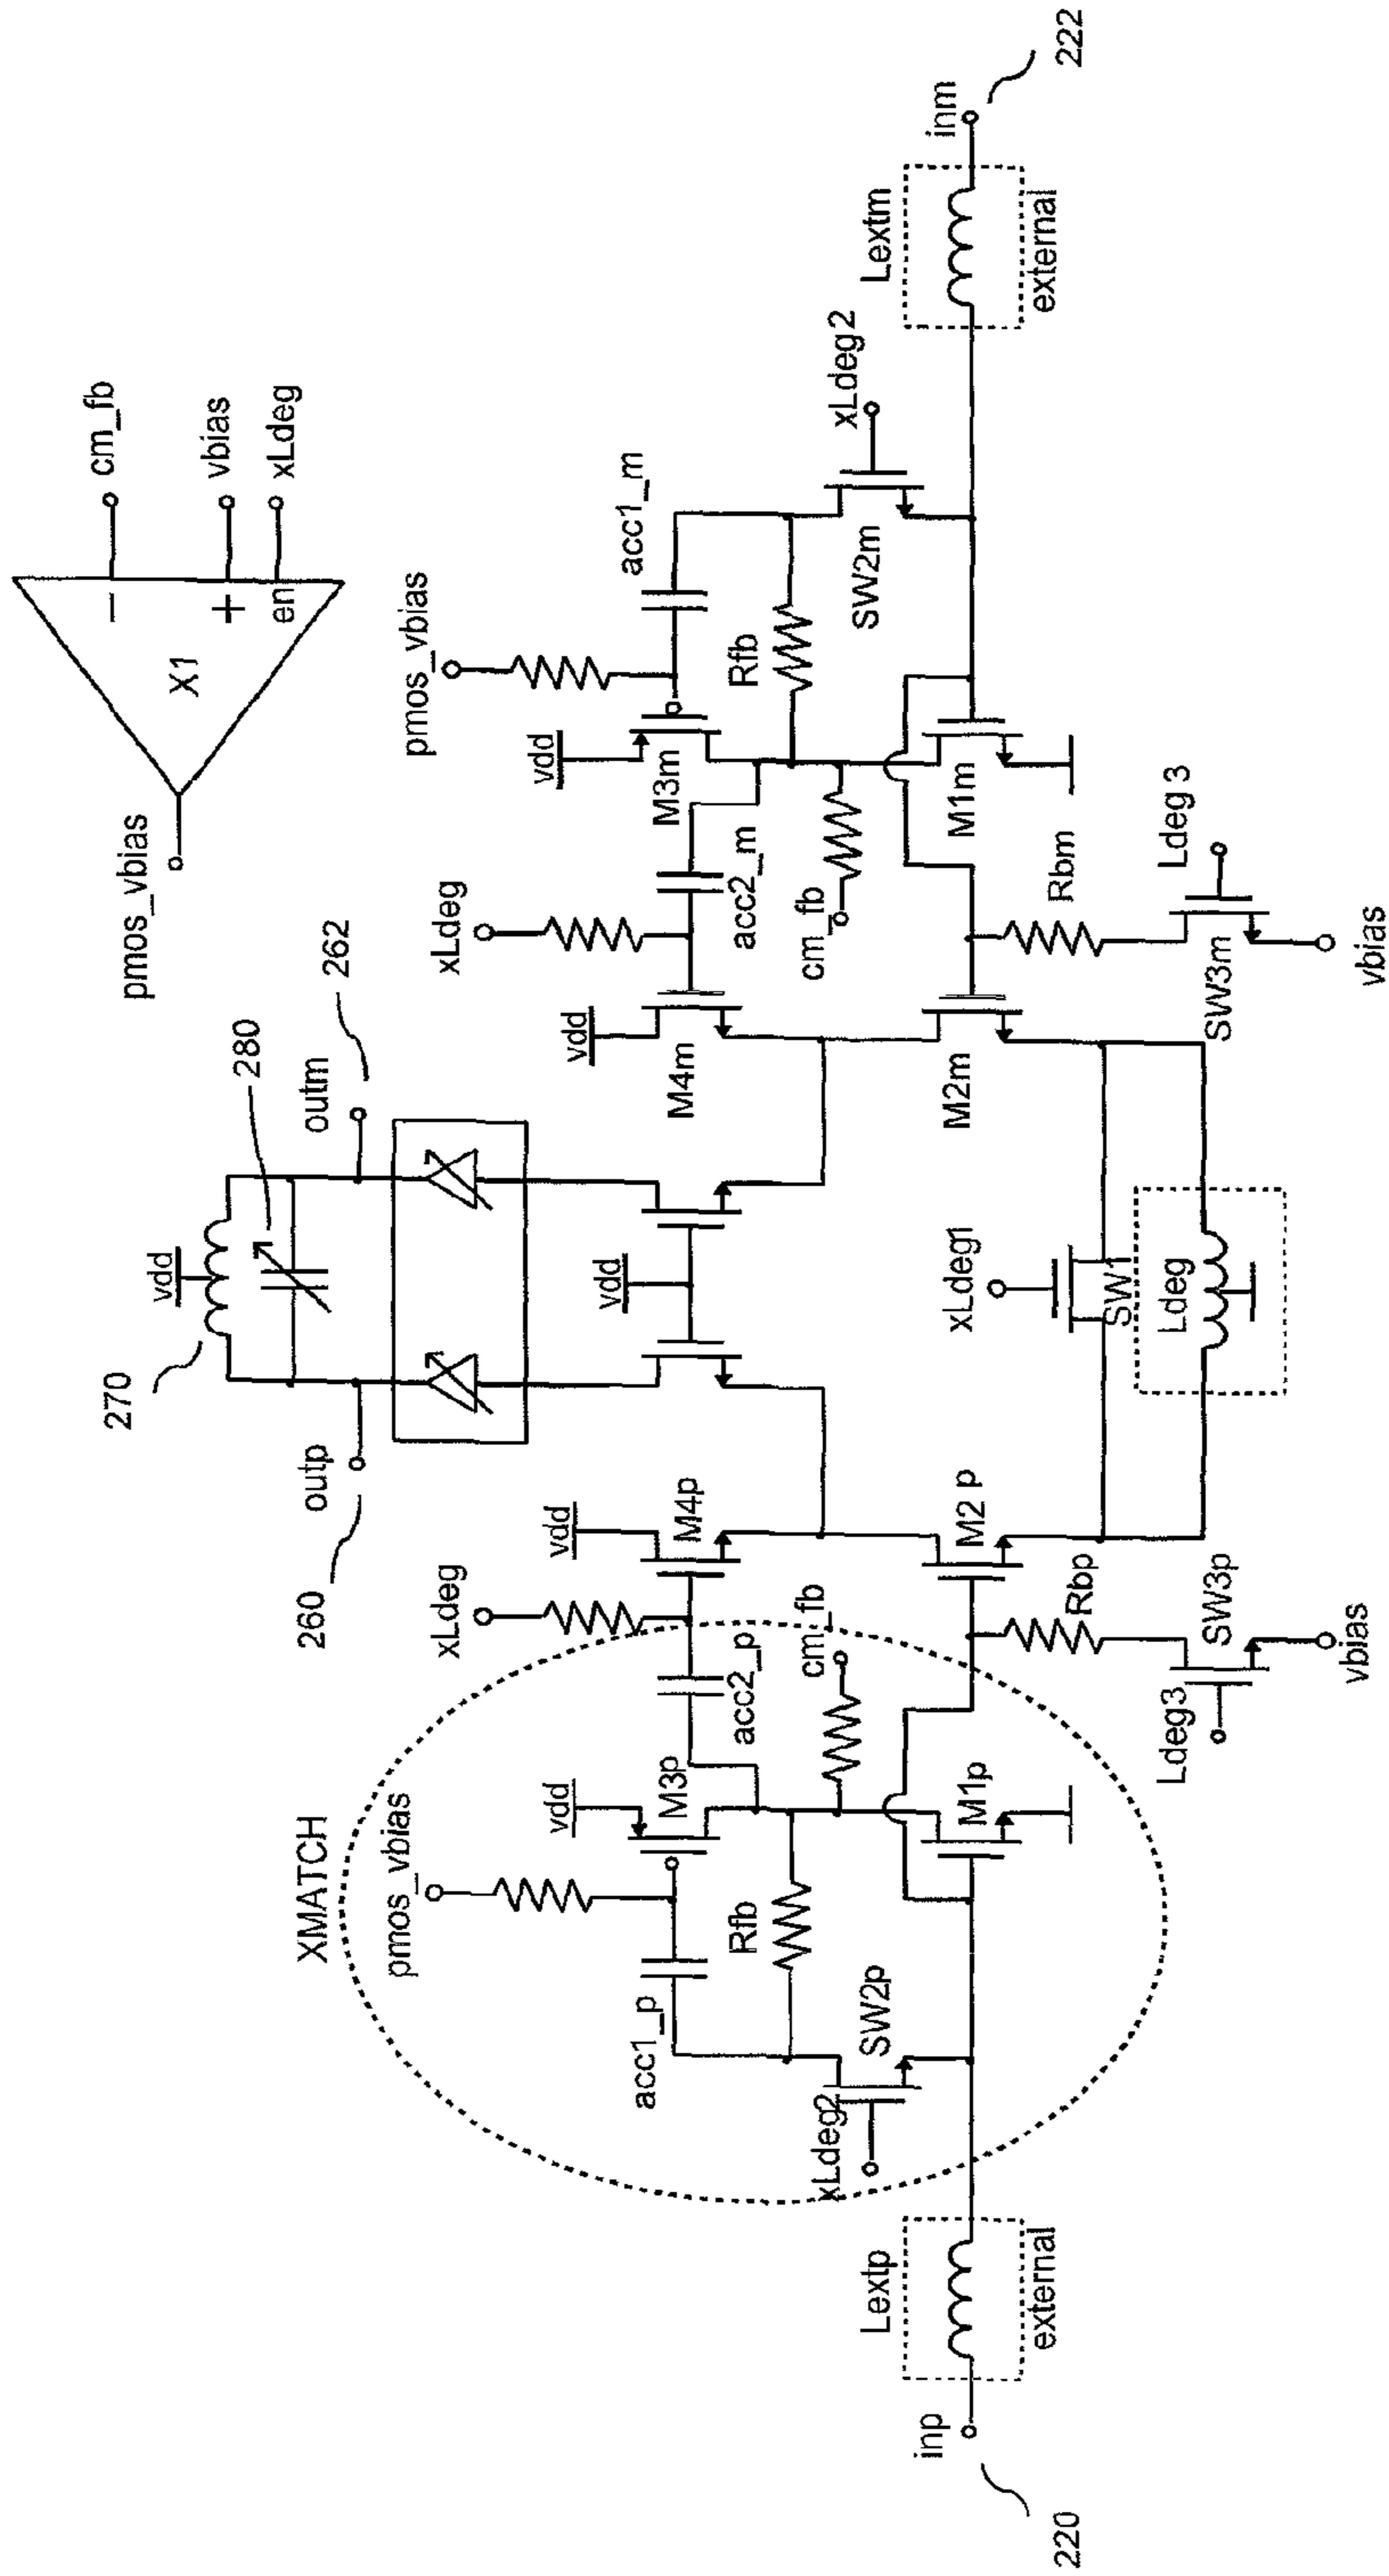 pmos_vbias
X1
−
+
en
cm_fb
vbias
xLdeg
270
vdd
280
outp
outm
260
262
XMATCH
pmos_vbias
vdd
M3p
acc1_p
Rfb
SW2p
xLdeg2
acc2_p
cm_fb
M1p
xLdeg
vdd
M4p
M2 p
Rbp
SW3p
Ldeg3
vbias
vdd
xLdeg1
SW1
Ldeg
xLdeg
vdd
M4m
acc2_m
cm_fb
M2m
Rbm
SW3m
Ldeg 3
vbias
pmos_vbias
vdd
M3m
acc1_m
Rfb
SW2m
xLdeg2
M1m
Lextp
external
inp
220
Lextm
external
inm
222